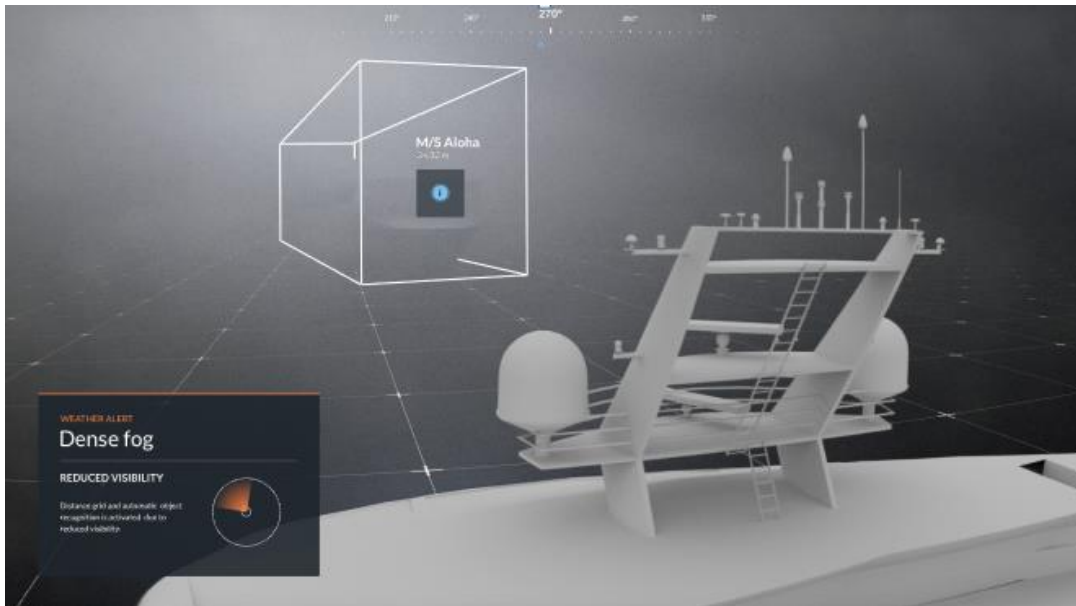 270°
M/S Aloha
WEATHER ALERT
Dense fog
REDUCED VISIBILITY
Distance grid and automatic object
recognition is activated due to
reduced visibility